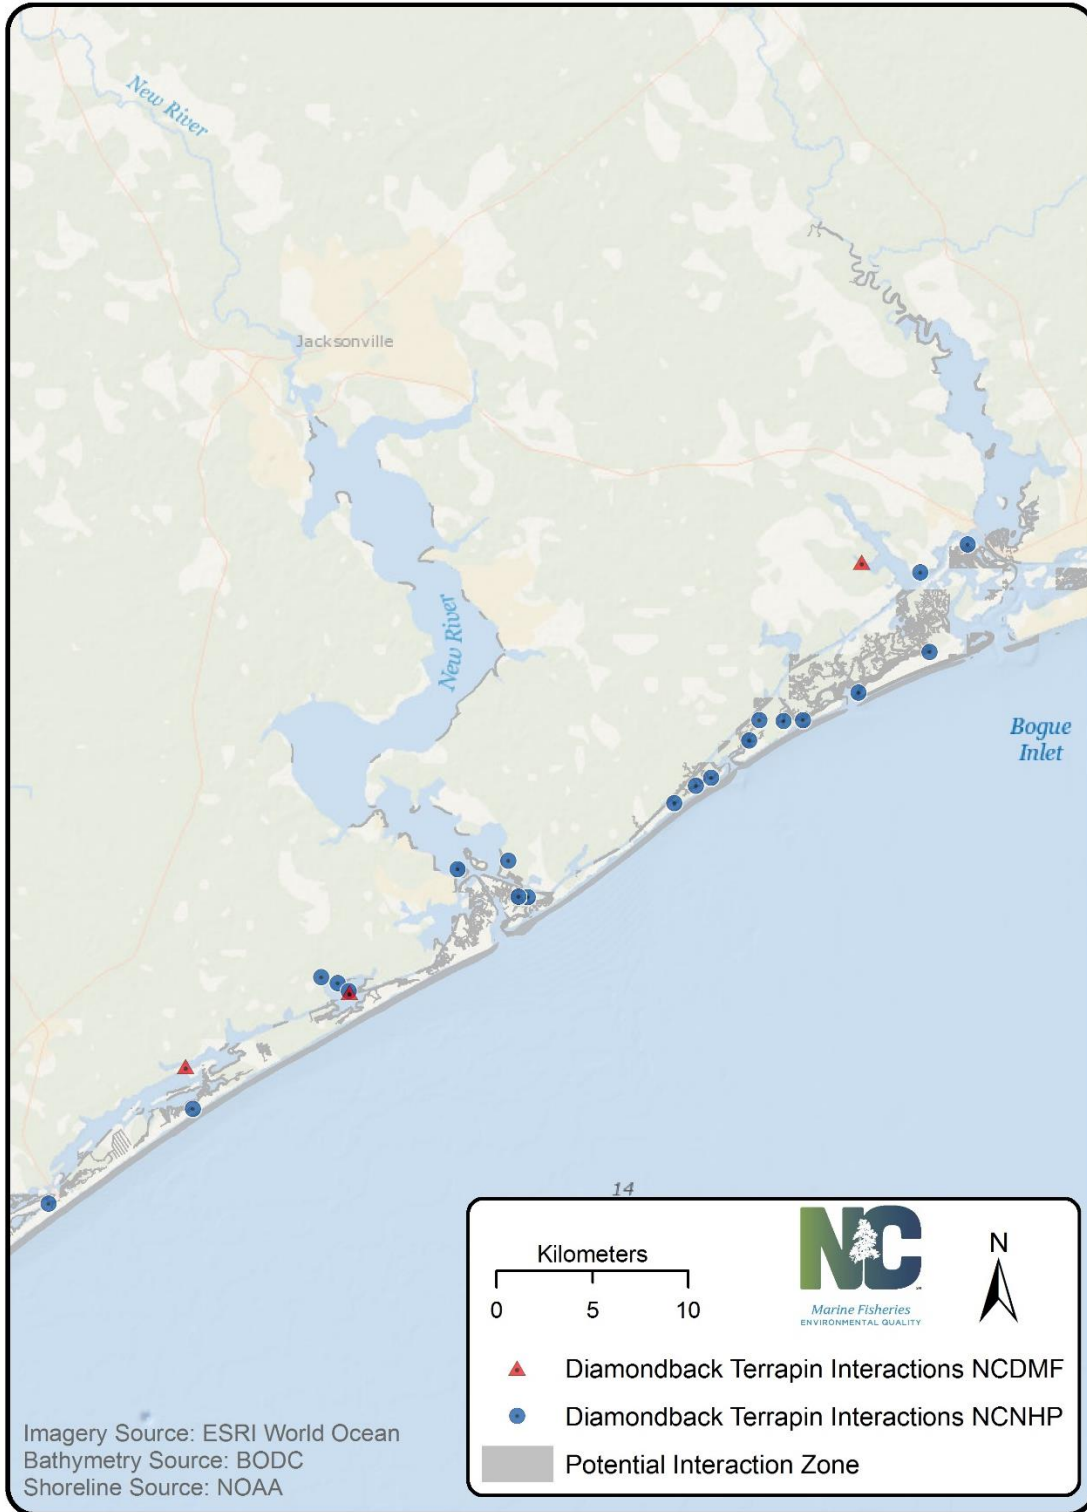 New River
Jacksonville
New River
Bogue
Inlet
14
Kilometers
0 5 10
NC
Marine Fisheries
ENVIRONMENTAL QUALITY
N
Diamondback Terrapin Interactions NCDMF
Diamondback Terrapin Interactions NCNHP
Potential Interaction Zone
Imagery Source: ESRI World Ocean
Bathymetry Source: BODC
Shoreline Source: NOAA